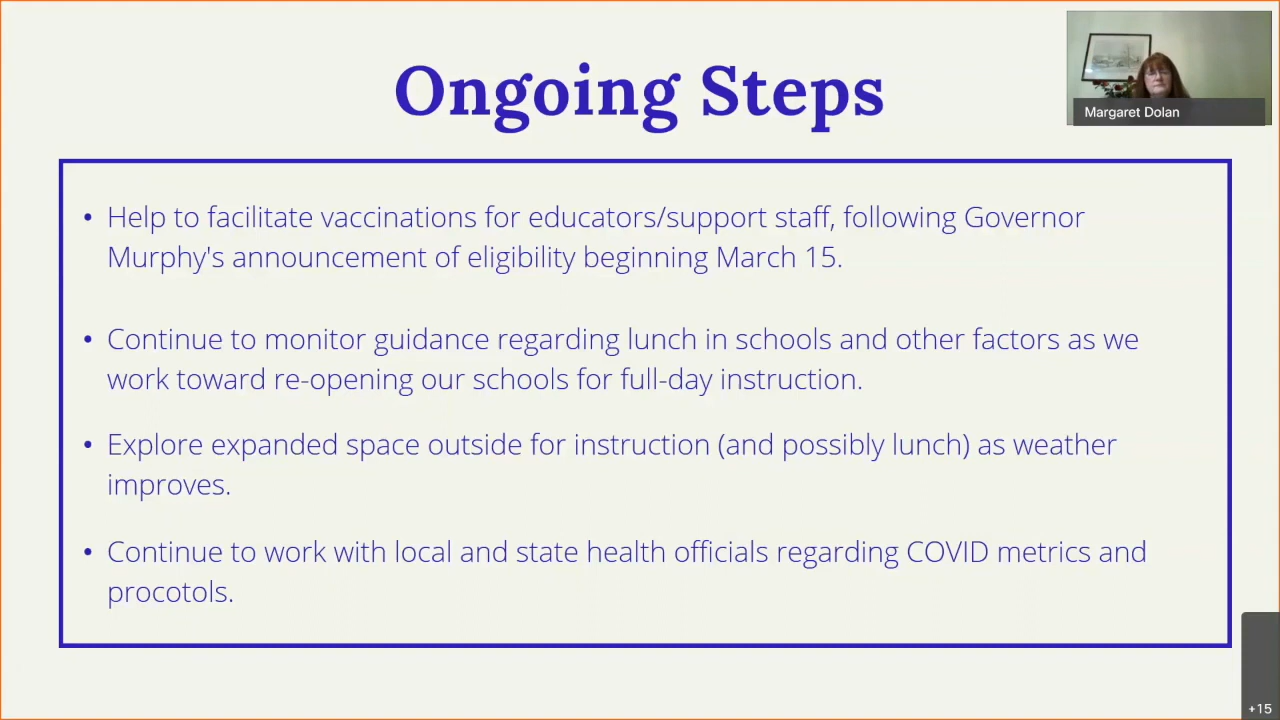 Ongoing Steps
Margaret Dolan
• Help to facilitate vaccinations for educators/support staff, following Governor
Murphy's announcement of eligibility beginning March 15.
• Continue to monitor guidance regarding lunch in schools and other factors as we
work toward re-opening our schools for full-day instruction.
• Explore expanded space outside for instruction (and possibly lunch) as weather
improves.
• Continue to work with local and state health officials regarding COVID metrics and
procotols.
+15